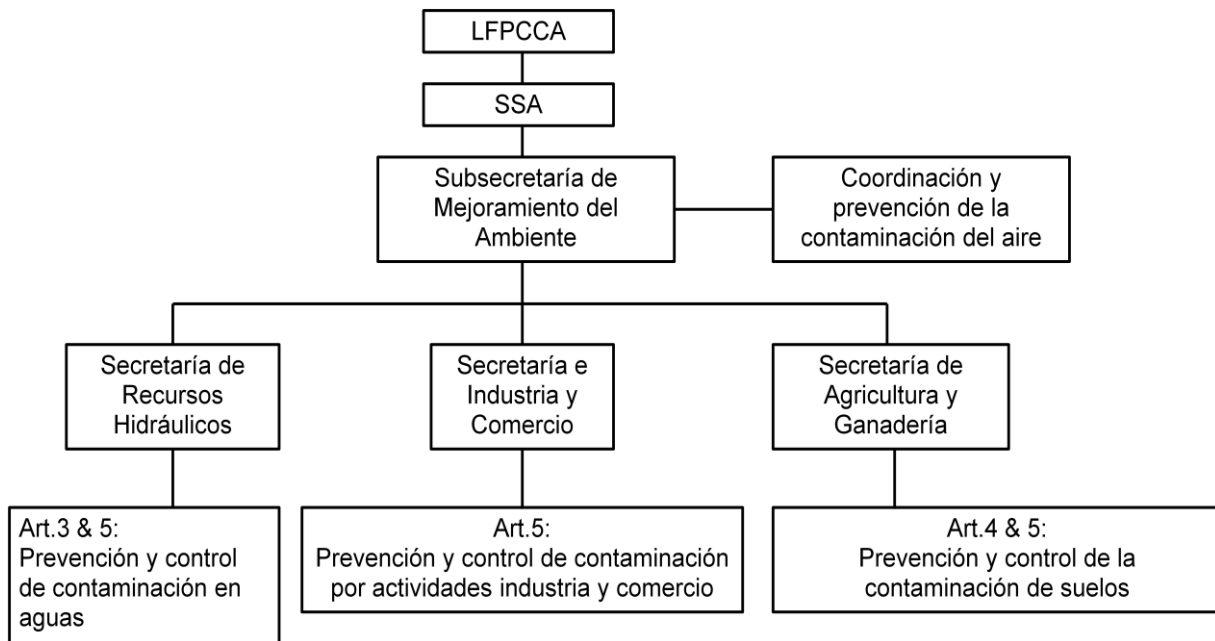 LFPCCA
SSA
Subsecretaría de
Mejoramiento del
Ambiente
Coordinación y
prevención de la
contaminación del aire
Secretaría de
Recursos
Hidráulicos
Secretaría e
Industria y
Comercio
Secretaría de
Agricultura y
Ganadería
Art.3 & 5:
Prevención y control
de contaminación en
aguas
Art.5:
Prevención y control de contaminación
por actividades industria y comercio
Art.4 & 5:
Prevención y control de la
contaminación de suelos